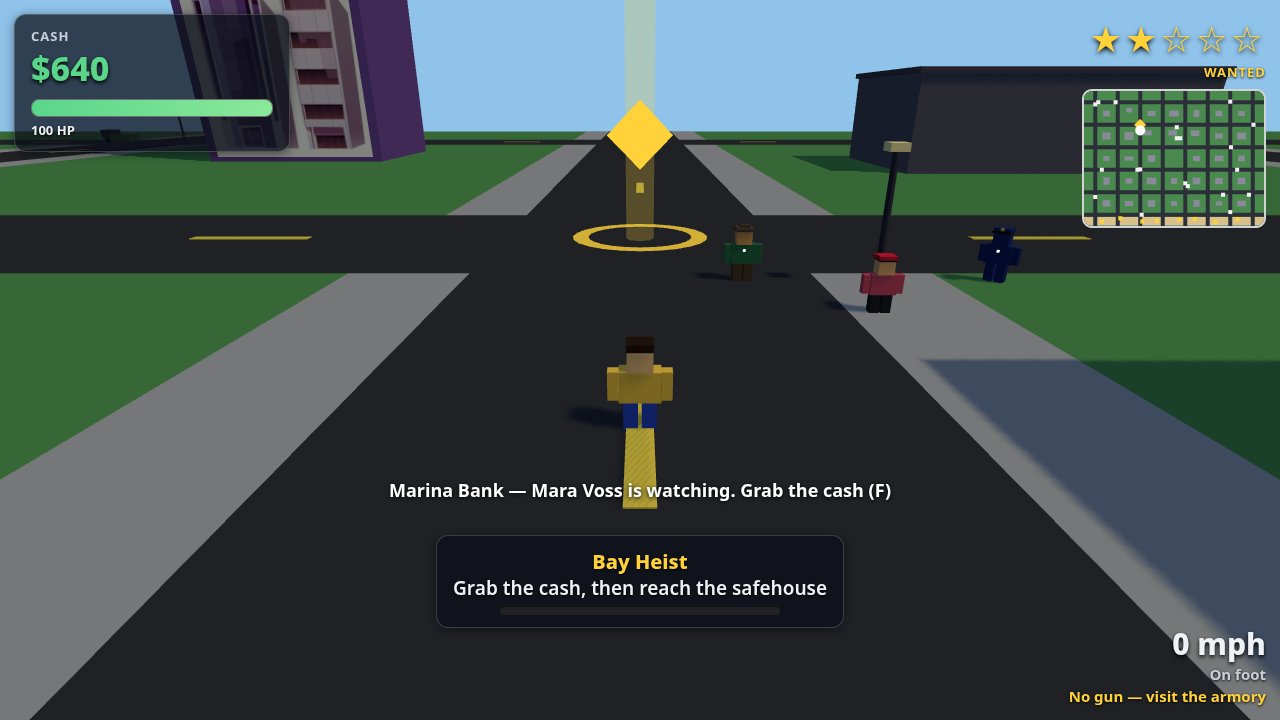 CASH
$640
100 HP
WANTED
Marina Bank — Mara Voss is watching. Grab the cash (F)
Bay Heist
Grab the cash, then reach the safehouse
0 mph
On foot
No gun — visit the armory